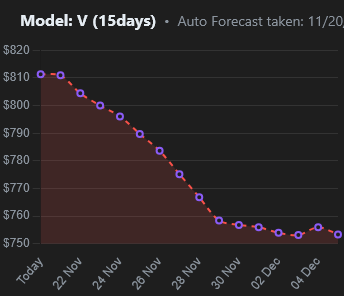 Model: V (15days) • Auto Forecast taken: 11/20/
$820
$810
$800
$790
$780
$770
$760
$750
Today
22 Nov
24 Nov
26 Nov
28 Nov
30 Nov
02 Dec
04 Dec